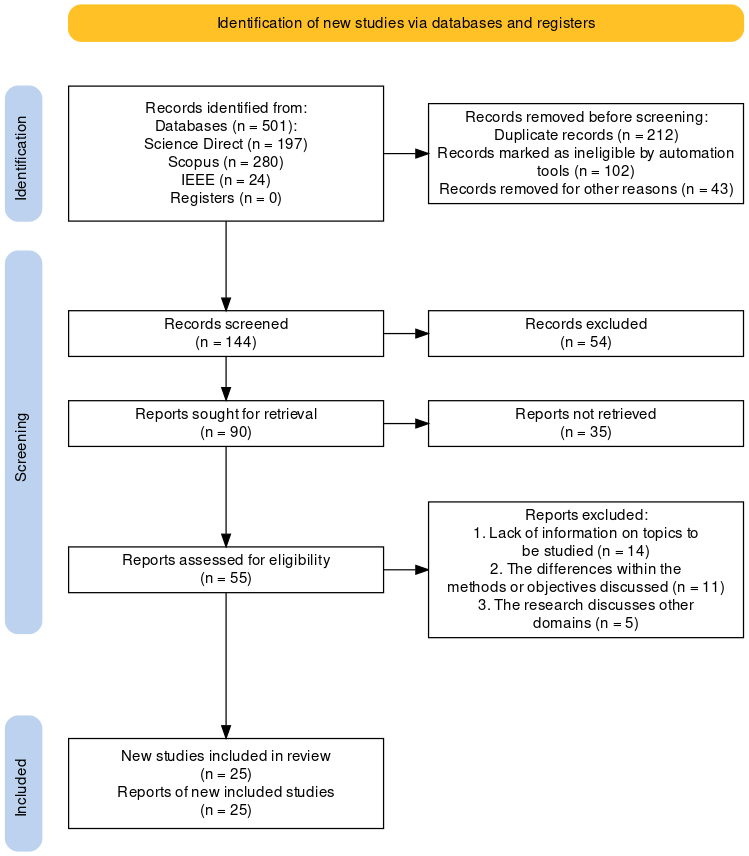 Identification of new studies via databases and registers
Identification
Records identified from:
Databases (n = 501):
Science Direct (n = 197)
Scopus (n = 280)
IEEE (n = 24)
Registers (n = 0)
Records removed before screening:
Duplicate records (n = 212)
Records marked as ineligible by automation
tools (n = 102)
Records removed for other reasons (n = 43)
Screening
Records screened
(n = 144)
Records excluded
(n = 54)
Reports sought for retrieval
(n = 90)
Reports not retrieved
(n = 35)
Reports assessed for eligibility
(n = 55)
Reports excluded:
1. Lack of information on topics to
be studied (n = 14)
2. The differences within the
methods or objectives discussed (n = 11)
3. The research discusses other
domains (n = 5)
Included
New studies included in review
(n = 25)
Reports of new included studies
(n = 25)